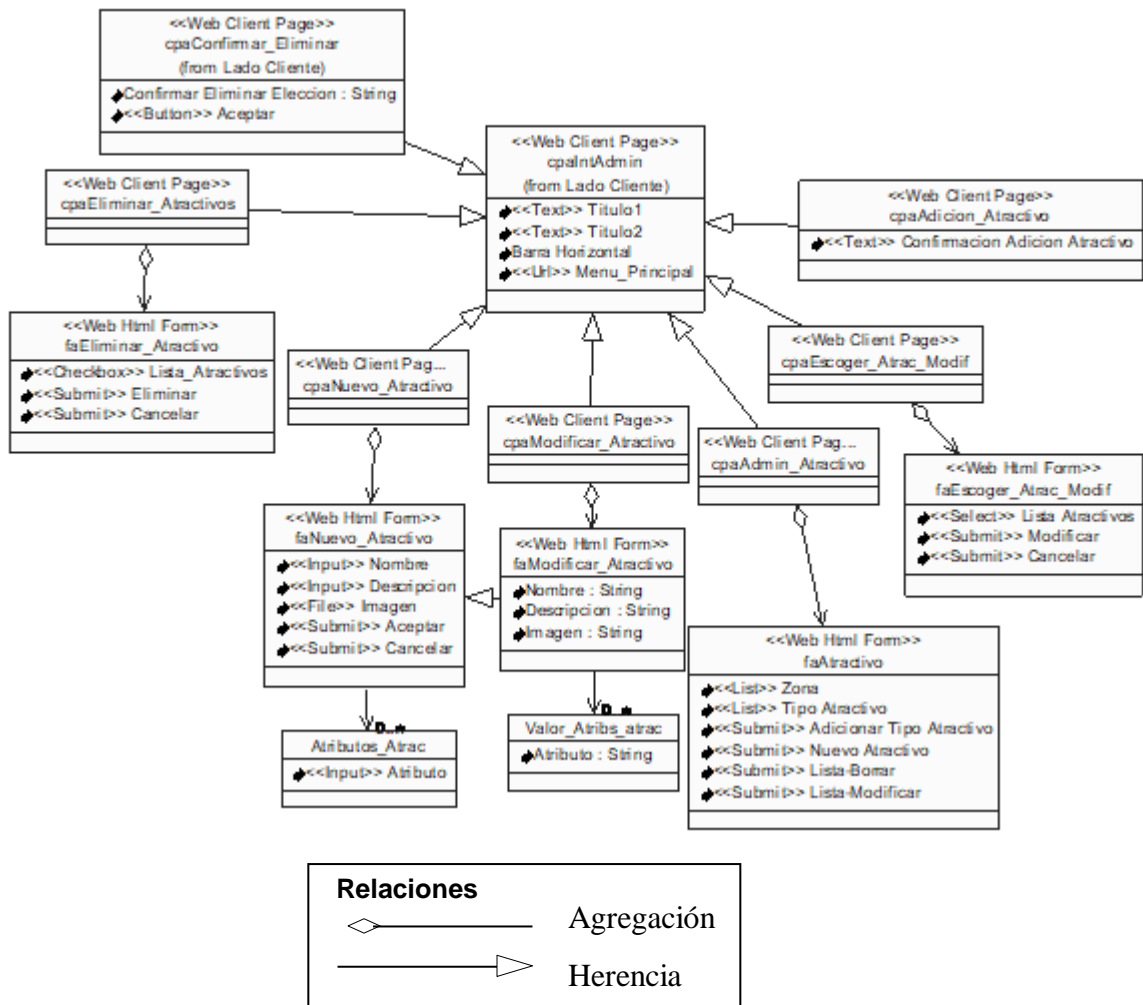 <<Web Client Page>>
cpaConfirmar_Eliminar
(from Lado Cliente)
Confirmar Eliminar Eleccion : String
<<Button>> Aceptar
<<Web Client Page>>
cpaIntAdmin
(from Lado Cliente)
<<Text>> Titulo1
<<Text>> Titulo2
Barra Horizontal
<<Url>> Menu_Principal
<<Web Client Page>>
cpaEliminar_Atractivos
<<Web Client Page>>
cpaAdicion_Atractivo
<<Text>> Confirmacion Adicion Atractivo
<<Web Html Form>>
faEliminar_Atractivo
<<Checkbox>> Lista_Atractivos
<<Submit>> Eliminar
<<Submit>> Cancelar
<<Web Client Pag...
cpaNuevo_Atractivo
<<Web Client Page>>
cpaEscoger_Atrac_Modif
<<Web Client Page>>
cpaModificar_Atractivo
<<Web Client Pag...
cpaAdmin_Atractivo
<<Web Html Form>>
faEscoger_Atrac_Modif
<<Select>> Lista Atractivos
<<Submit>> Modificar
<<Submit>> Cancelar
<<Web Html Form>>
faNuevo_Atractivo
<<Input>> Nombre
<<Input>> Descripcion
<<File>> Imagen
<<Submit>> Aceptar
<<Submit>> Cancelar
<<Web Html Form>>
faModificar_Atractivo
Nombre : String
Descripcion : String
Imagen : String
<<Web Html Form>>
faAtractivo
<<List>> Zona
<<List>> Tipo Atractivo
<<Submit>> Adicionar Tipo Atractivo
<<Submit>> Nuevo Atractivo
<<Submit>> Lista-Borrar
<<Submit>> Lista-Modificar
0..*
Atributos_Atrac
<<Input>> Atributo
0..*
Valor_Atribs_atrac
Atributo : String
Relaciones
Agregación
Herencia